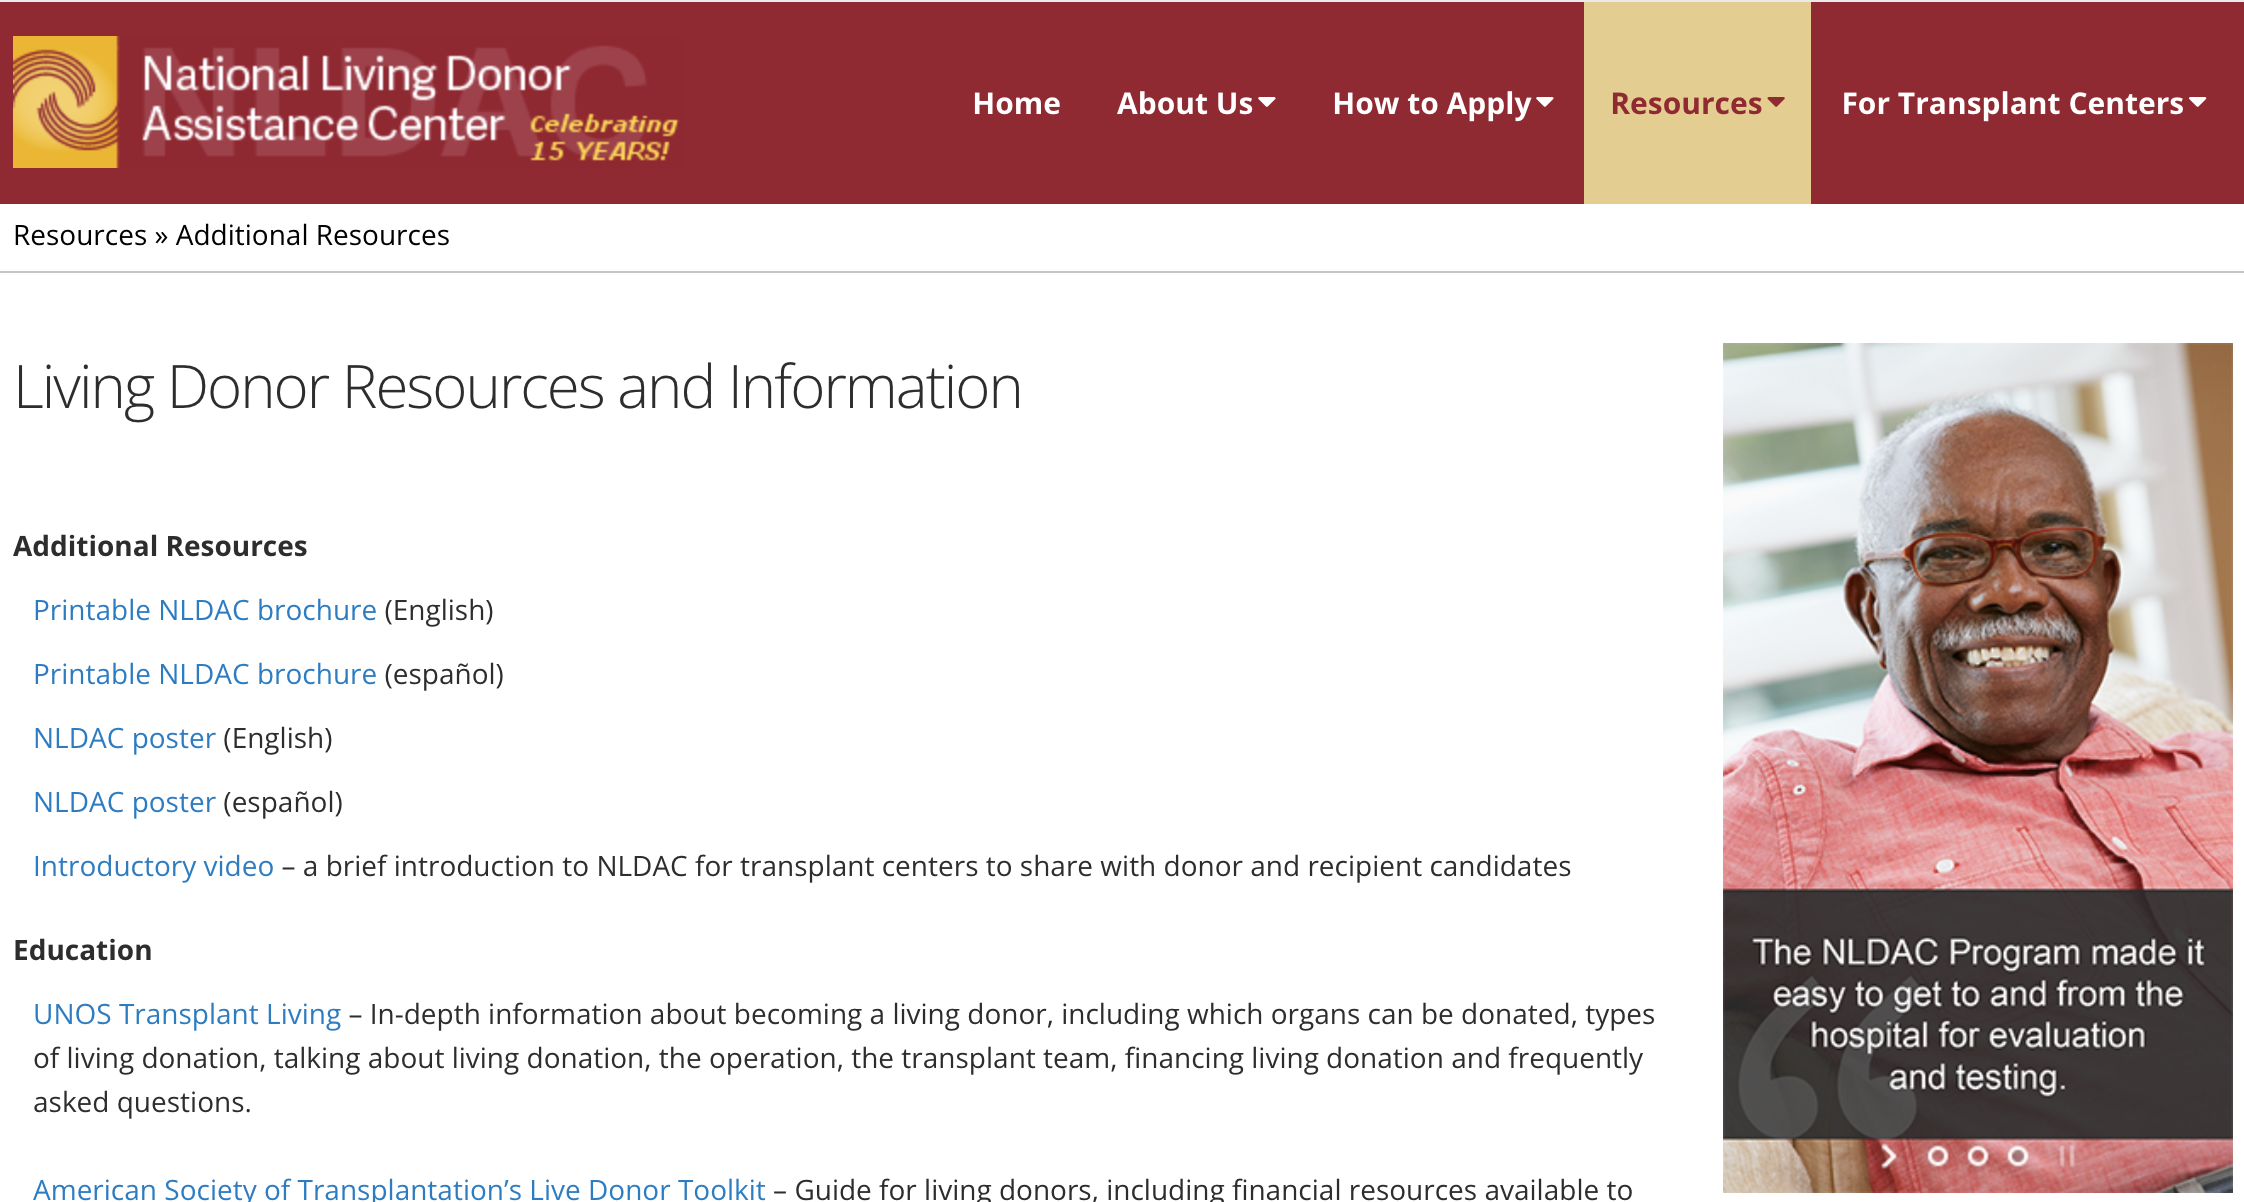 National Living Donor
Assistance Center
Celebrating
15 YEARS!
NLDAC
Home
About Us
How to Apply
Resources
For Transplant Centers
Resources » Additional Resources
Living Donor Resources and Information
Additional Resources
Printable NLDAC brochure (English)
Printable NLDAC brochure (español)
NLDAC poster (English)
NLDAC poster (español)
Introductory video – a brief introduction to NLDAC for transplant centers to share with donor and recipient candidates
Education
UNOS Transplant Living – In-depth information about becoming a living donor, including which organs can be donated, types
of living donation, talking about living donation, the operation, the transplant team, financing living donation and frequently
asked questions.
American Society of Transplantation’s Live Donor Toolkit – Guide for living donors, including financial resources available to
The NLDAC Program made it
easy to get to and from the
hospital for evaluation
and testing.